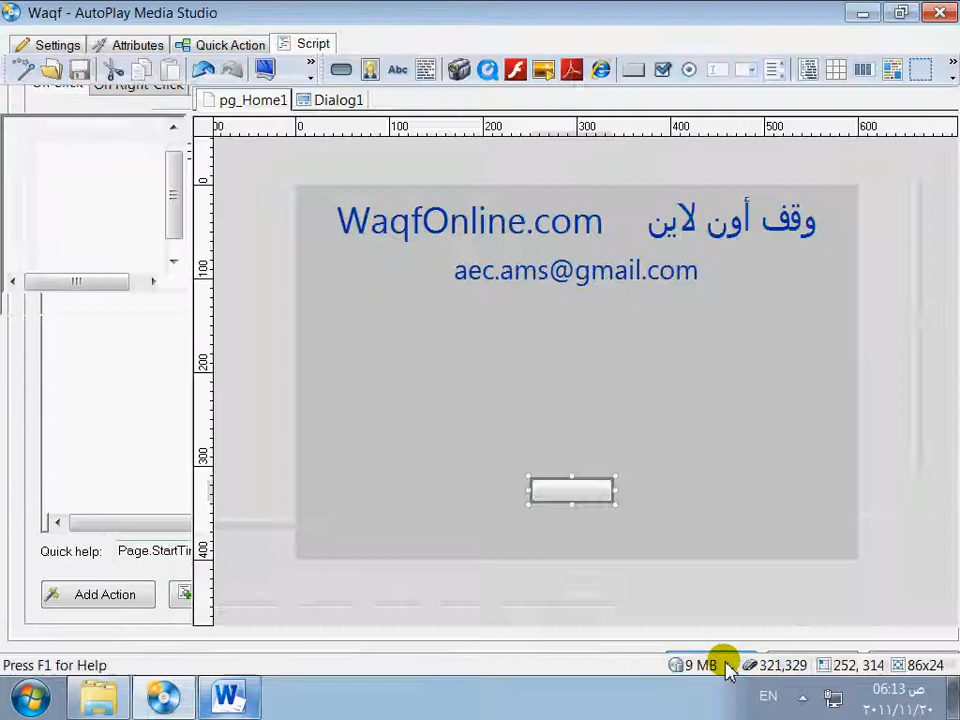 Waqf - AutoPlay Media Studio
Settings Attributes Quick Action Script
Abc
On Click On Right-Click
pg_Home1 Dialog1
00 0 100 200 300 400 500 600
0
100
200
300
400
WaqfOnline.com وقف أون لاين
aec.ams@gmail.com
Quick help: Page.StartTi
Add Action
Press F1 for Help 9 MB 321,329 252, 314 86x24
W EN 06:13 ص
٢٠١١/١١/٢٠